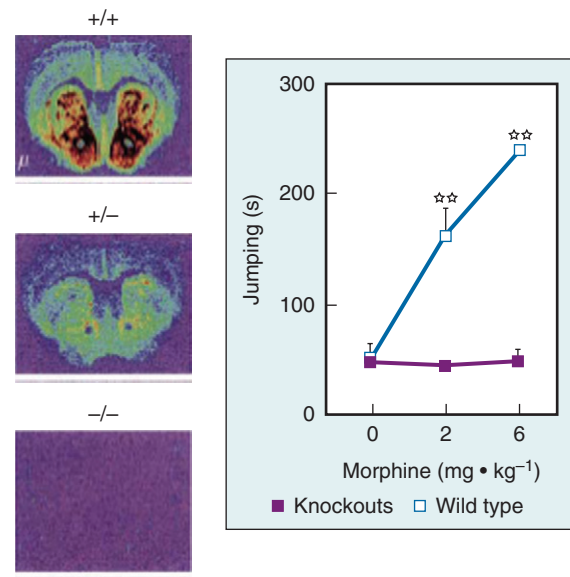 +/+
μ
+/–
–/–
300
200
100
0
Jumping (s)
☆☆
☆☆
0 2 6
Morphine (mg • kg⁻¹)
Knockouts Wild type